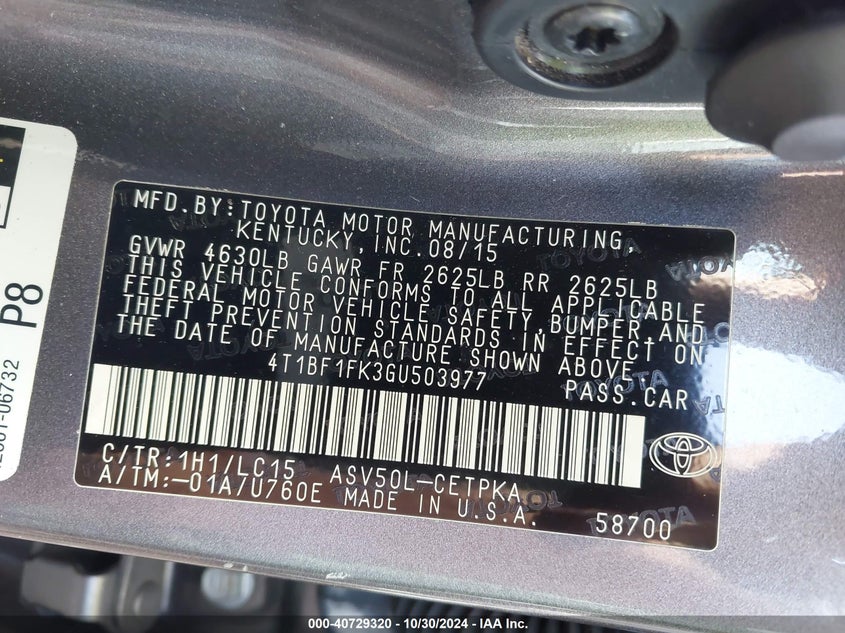 MFD.BY:TOYOTA MOTOR MANUFACTURING
KENTUCKY,INC.08/15
GVWR 4630LB GAWR FR 2625LB RR 2625LB
THIS VEHICLE CONFORMS TO ALL APPLICABLE
FEDERAL MOTOR VEHICLE SAFETY,BUMPER AND
THEFT PREVENTION STANDARDS IN EFFECT ON
THE DATE OF MANUFACTURE SHOWN ABOVE.
4T1BF1FK3GU503977 PASS.CAR
C/TR:1H1/LC15 ASV50L-CETPKA
A/TM:-01A/U760E MADE IN U.S.A. 58700
P8
06732
000-40729320 - 10/30/2024 - IAA Inc.